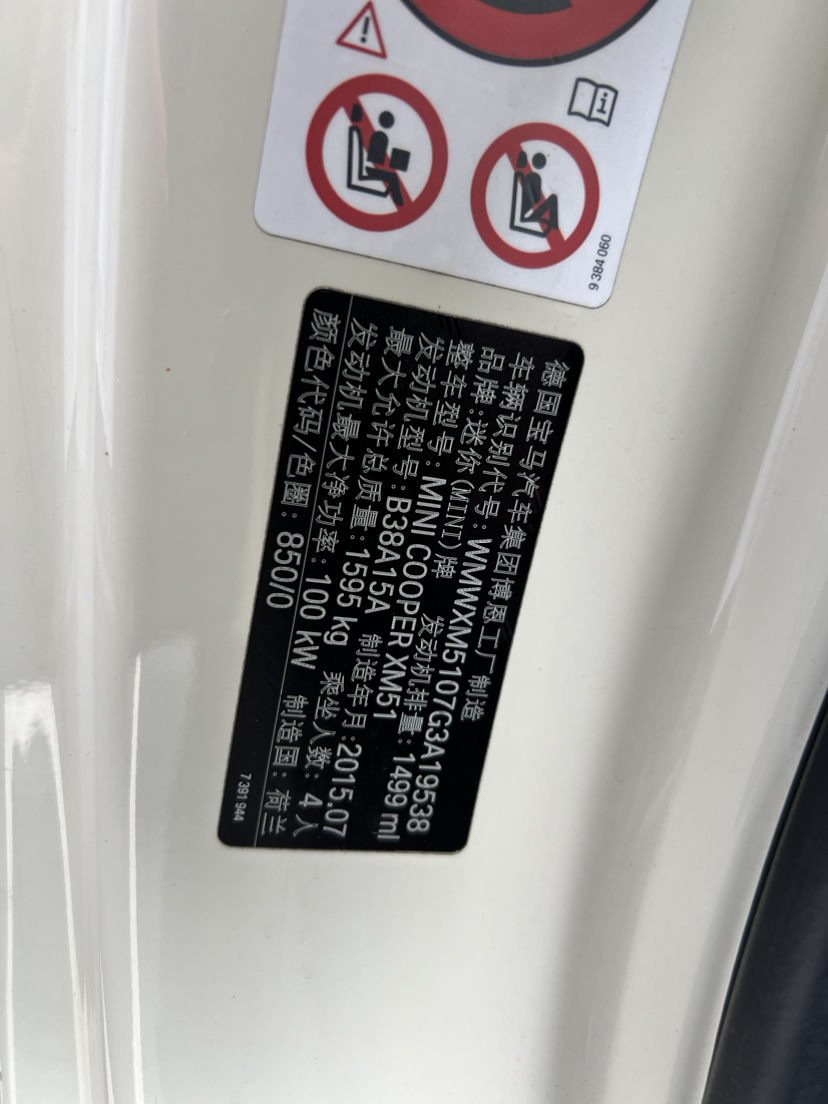 9 384 060
德国宝马汽车集团博恩工厂 制造
车辆识别代号:WMWXM5107G3A19538
品牌:迷你(MINI)牌 发动机排量:1499 ml
整车型号:MINI COOPER XM51
发动机型号:B38A15A 制造年月:2015.07
最大允许总质量:1595 kg 乘坐人数: 4 人
发动机最大净功率:100 kW 制造国: 荷兰
颜色代码/色圈: 850/0
7 391 944